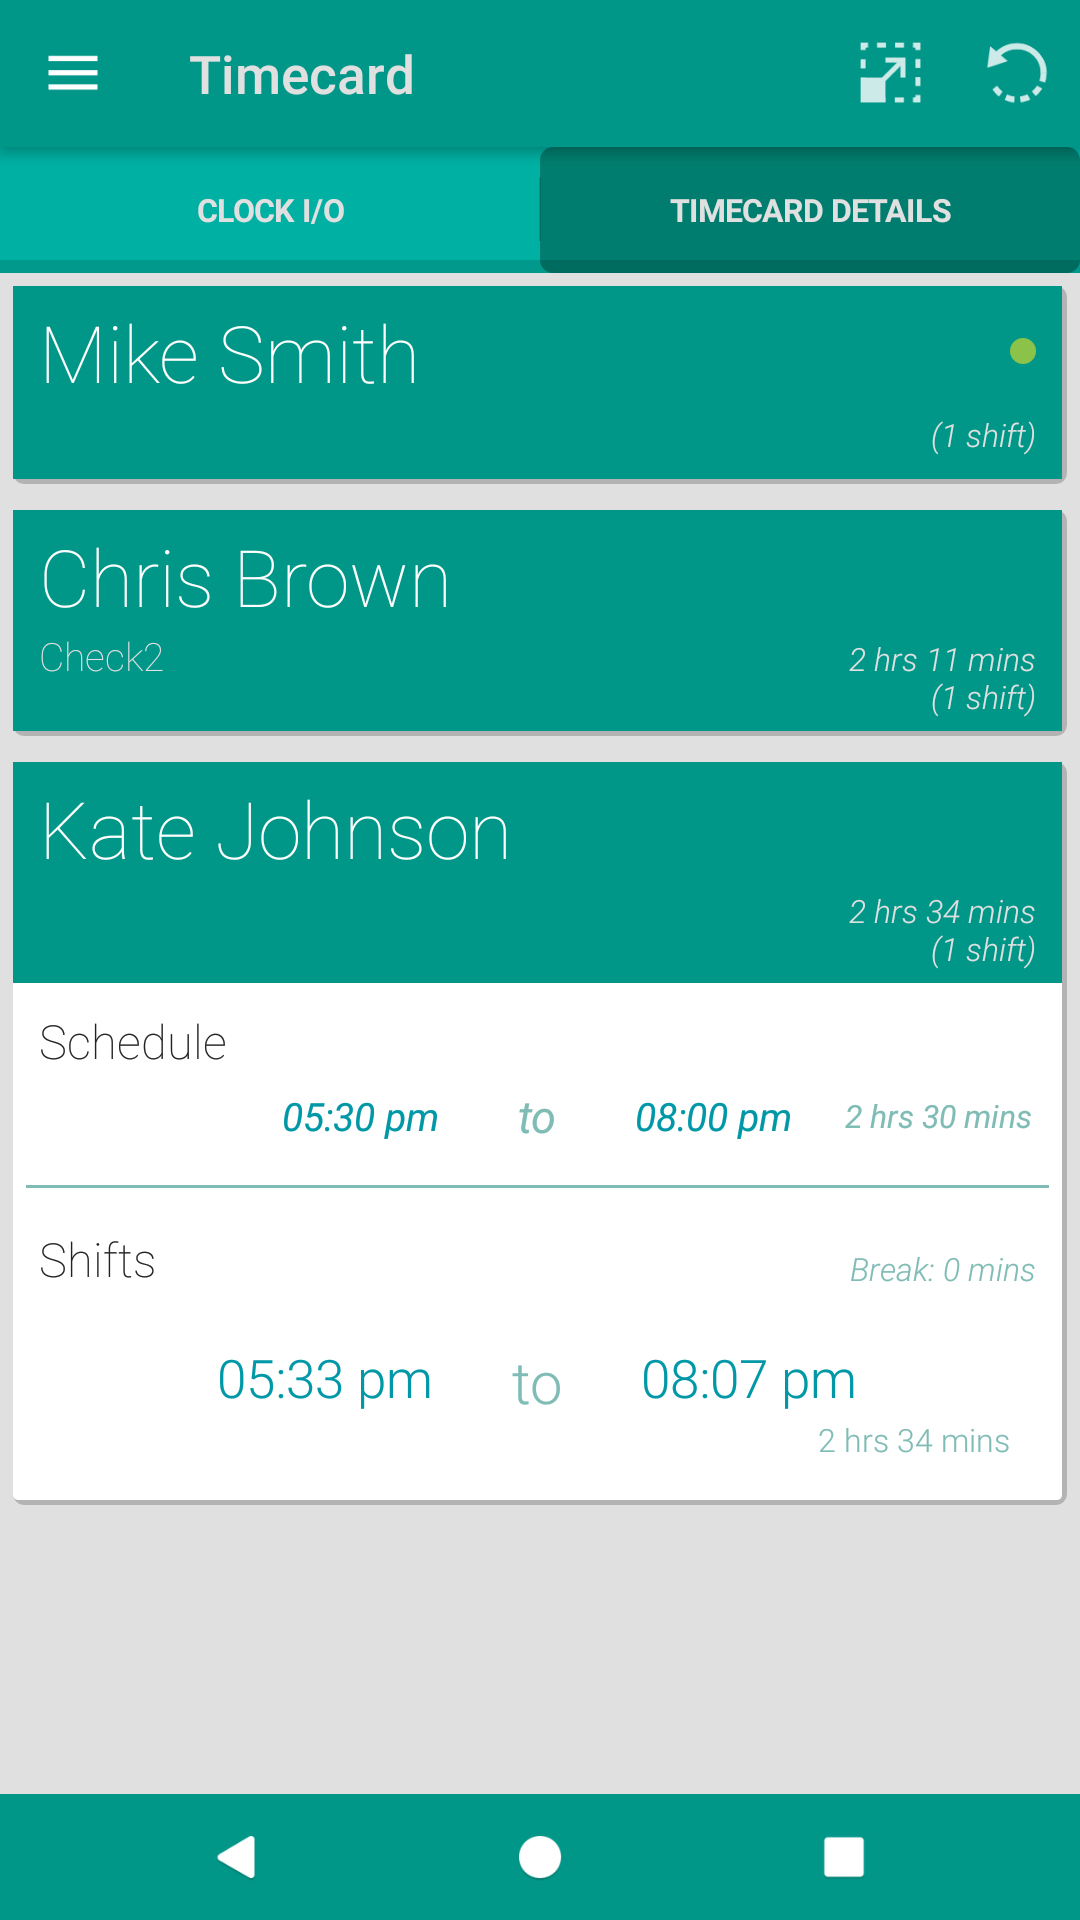 Timecard
CLOCK I/O
TIMECARD DETAILS
Mike Smith
(1 shift)
Chris Brown
Check2
2 hrs 11 mins
(1 shift)
Kate Johnson
2 hrs 34 mins
(1 shift)
Schedule
05:30 pm to 08:00 pm 2 hrs 30 mins
Shifts
Break: 0 mins
05:33 pm to 08:07 pm
2 hrs 34 mins